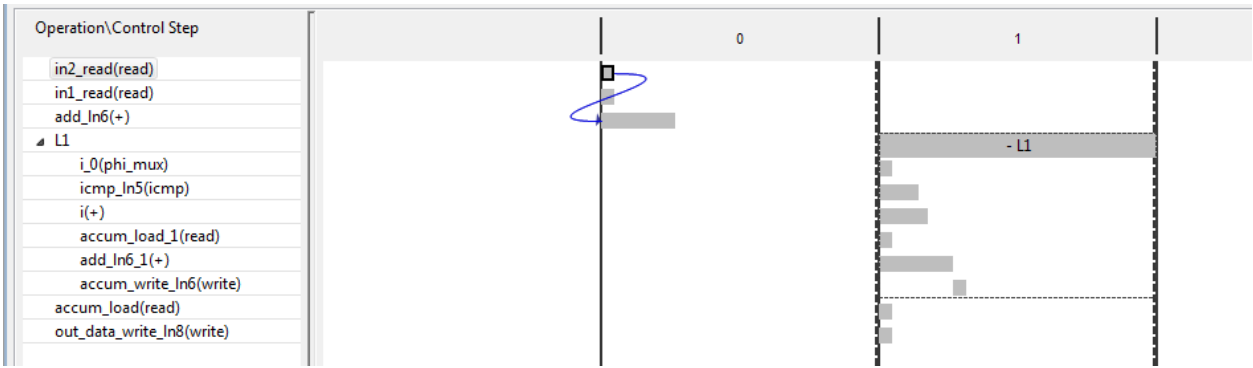 Operation\Control Step
0
1
in2_read(read)
in1_read(read)
add_ln6(+)
L1
- L1
i_0(phi_mux)
icmp_ln5(icmp)
i(+)
accum_load_1(read)
add_ln6_1(+)
accum_write_ln6(write)
accum_load(read)
out_data_write_ln8(write)